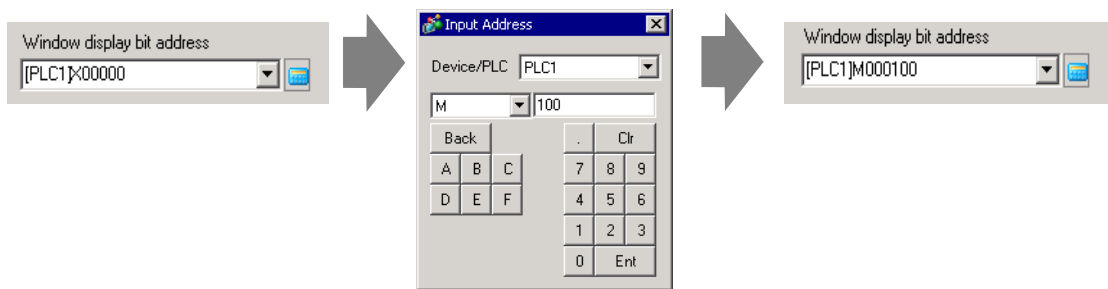 Window display bit address
[PLC1]X00000
Input Address
Device/PLC PLC1
M 100
Back . Clr
A B C 7 8 9
D E F 4 5 6
1 2 3
0 Ent
Window display bit address
[PLC1]M000100